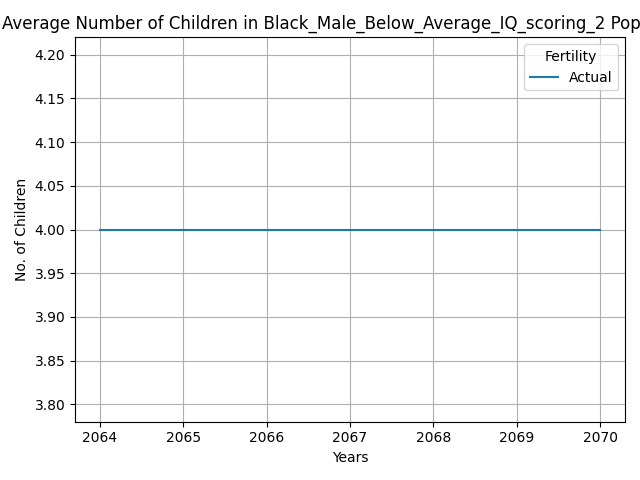 Average Number of Children in Black_Male_Below_Average_IQ_scoring_2 Pop
4.20
4.15
4.10
4.05
4.00
3.95
3.90
3.85
3.80
No. of Children
Fertility
Actual
2064 2065 2066 2067 2068 2069 2070
Years